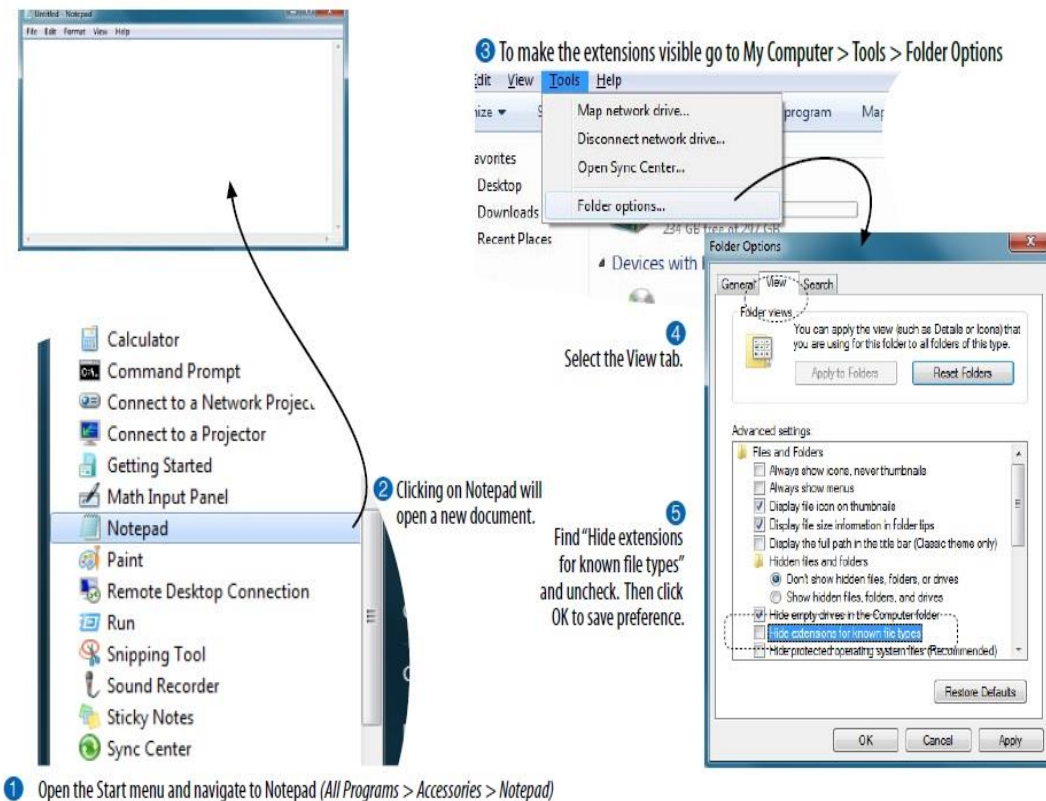 Untitled - Notepad
File Edit Format View Help
3 To make the extensions visible go to My Computer > Tools > Folder Options
Edit View Tools Help
Map network drive...
program
Disconnect network drive...
Open Sync Center...
Desktop
Folder options...
Downloads
234 GB free of 297 GB
Recent Places
Devices with
Folder Options
General View Search
Folder views
You can apply the view (such as Details or Icons) that
you are using for this folder to all folders of this type.
Apply to Folders Reset Folders
4
Select the View tab.
Advanced settings:
Files and Folders
Always show icons, never thumbnails
Always show menus
Display file icon on thumbnails
Display file size information in folder tips
Display the full path in the title bar (Classic theme only)
Hidden files and folders
Don't show hidden files, folders, or drives
Show hidden files, folders, and drives
Hide empty drives in the Computer folder
Hide extensions for known file types
Hide protected operating system files (Recommended)
Restore Defaults
OK Cancel Apply
5
Find "Hide extensions
for known file types"
and uncheck. Then click
OK to save preference.
Calculator
Command Prompt
Connect to a Network Projec
Connect to a Projector
Getting Started
Math Input Panel
Notepad
Paint
Remote Desktop Connection
Run
Snipping Tool
Sound Recorder
Sticky Notes
Sync Center
2 Clicking on Notepad will
open a new document.
1 Open the Start menu and navigate to Notepad (All Programs > Accessories > Notepad)